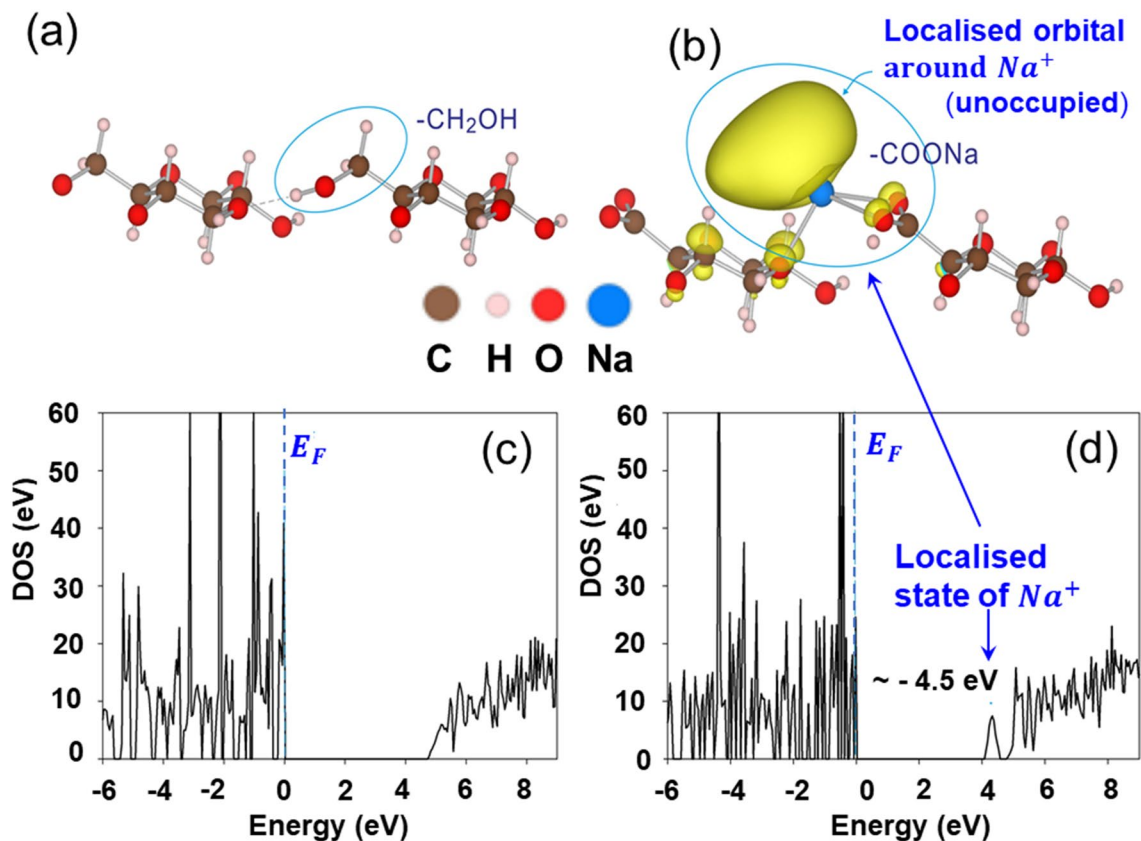 (a)
-CH₂OH
(b)
Localised orbital
around Na⁺
(unoccupied)
-COONa
C H O Na
60
50
40
30
20
10
0
DOS (eV)
E_F
(c)
-6 -4 -2 0 2 4 6 8
Energy (eV)
60
50
40
30
20
10
0
DOS (eV)
E_F
(d)
Localised
state of Na⁺
~ - 4.5 eV
-6 -4 -2 0 2 4 6 8
Energy (eV)